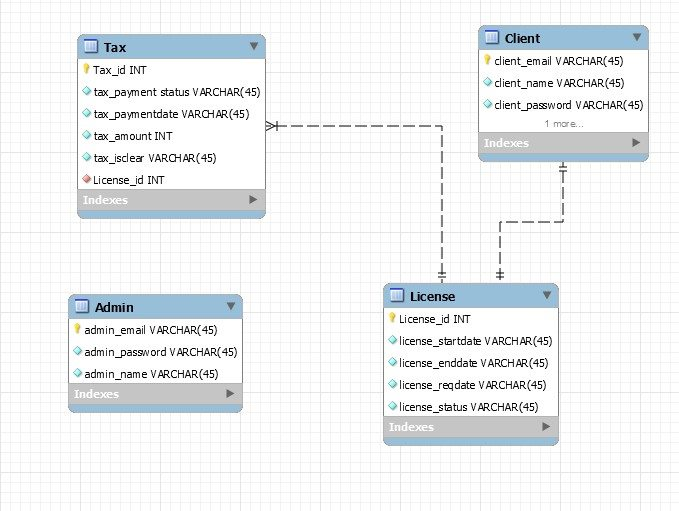 Tax
Tax_id INT
tax_payment status VARCHAR(45)
tax_paymentdate VARCHAR(45)
tax_amount INT
tax_isclear VARCHAR(45)
License_id INT
Indexes
Client
client_email VARCHAR(45)
client_name VARCHAR(45)
client_password VARCHAR(45)
1 more...
Indexes
Admin
admin_email VARCHAR(45)
admin_password VARCHAR(45)
admin_name VARCHAR(45)
Indexes
License
License_id INT
license_startdate VARCHAR(45)
license_enddate VARCHAR(45)
license_reqdate VARCHAR(45)
license_status VARCHAR(45)
Indexes